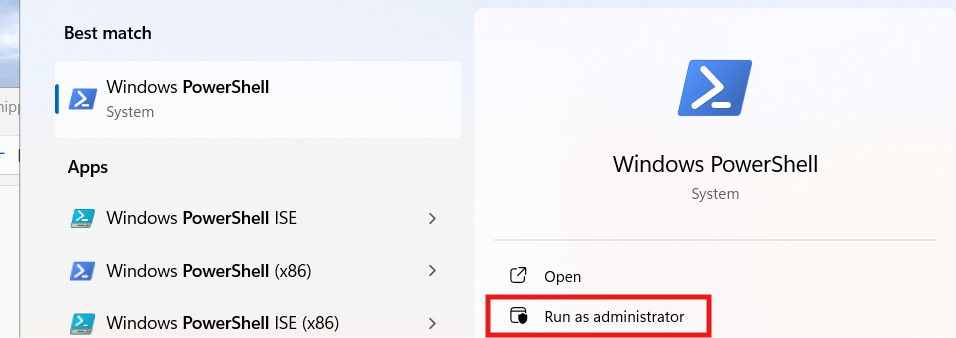 Best match
Windows PowerShell
System
Apps
Windows PowerShell ISE
Windows PowerShell (x86)
Windows PowerShell ISE (x86)
Windows PowerShell
System
Open
Run as administrator